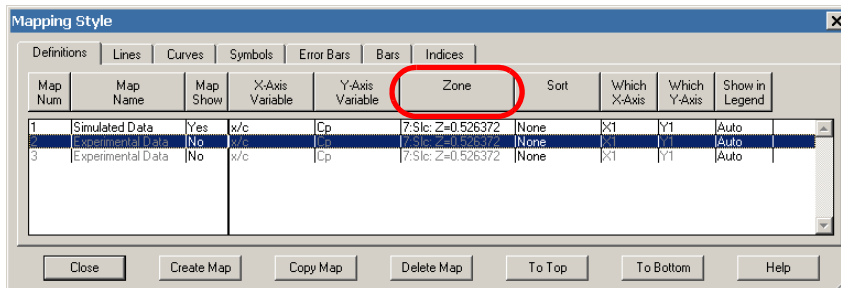 Mapping Style
Definitions Lines Curves Symbols Error Bars Bars Indices
Map Num Map Name Map Show X-Axis Variable Y-Axis Variable Zone Sort Which X-Axis Which Y-Axis Show in Legend
1 Simulated Data Yes x/c Cp 7:Slc: Z=0.526372 None X1 Y1 Auto
2 Experimental Data No x/c Cp 7:Slc: Z=0.526372 None X1 Y1 Auto
3 Experimental Data No x/c Cp 7:Slc: Z=0.526372 None X1 Y1 Auto
Close Create Map Copy Map Delete Map To Top To Bottom Help